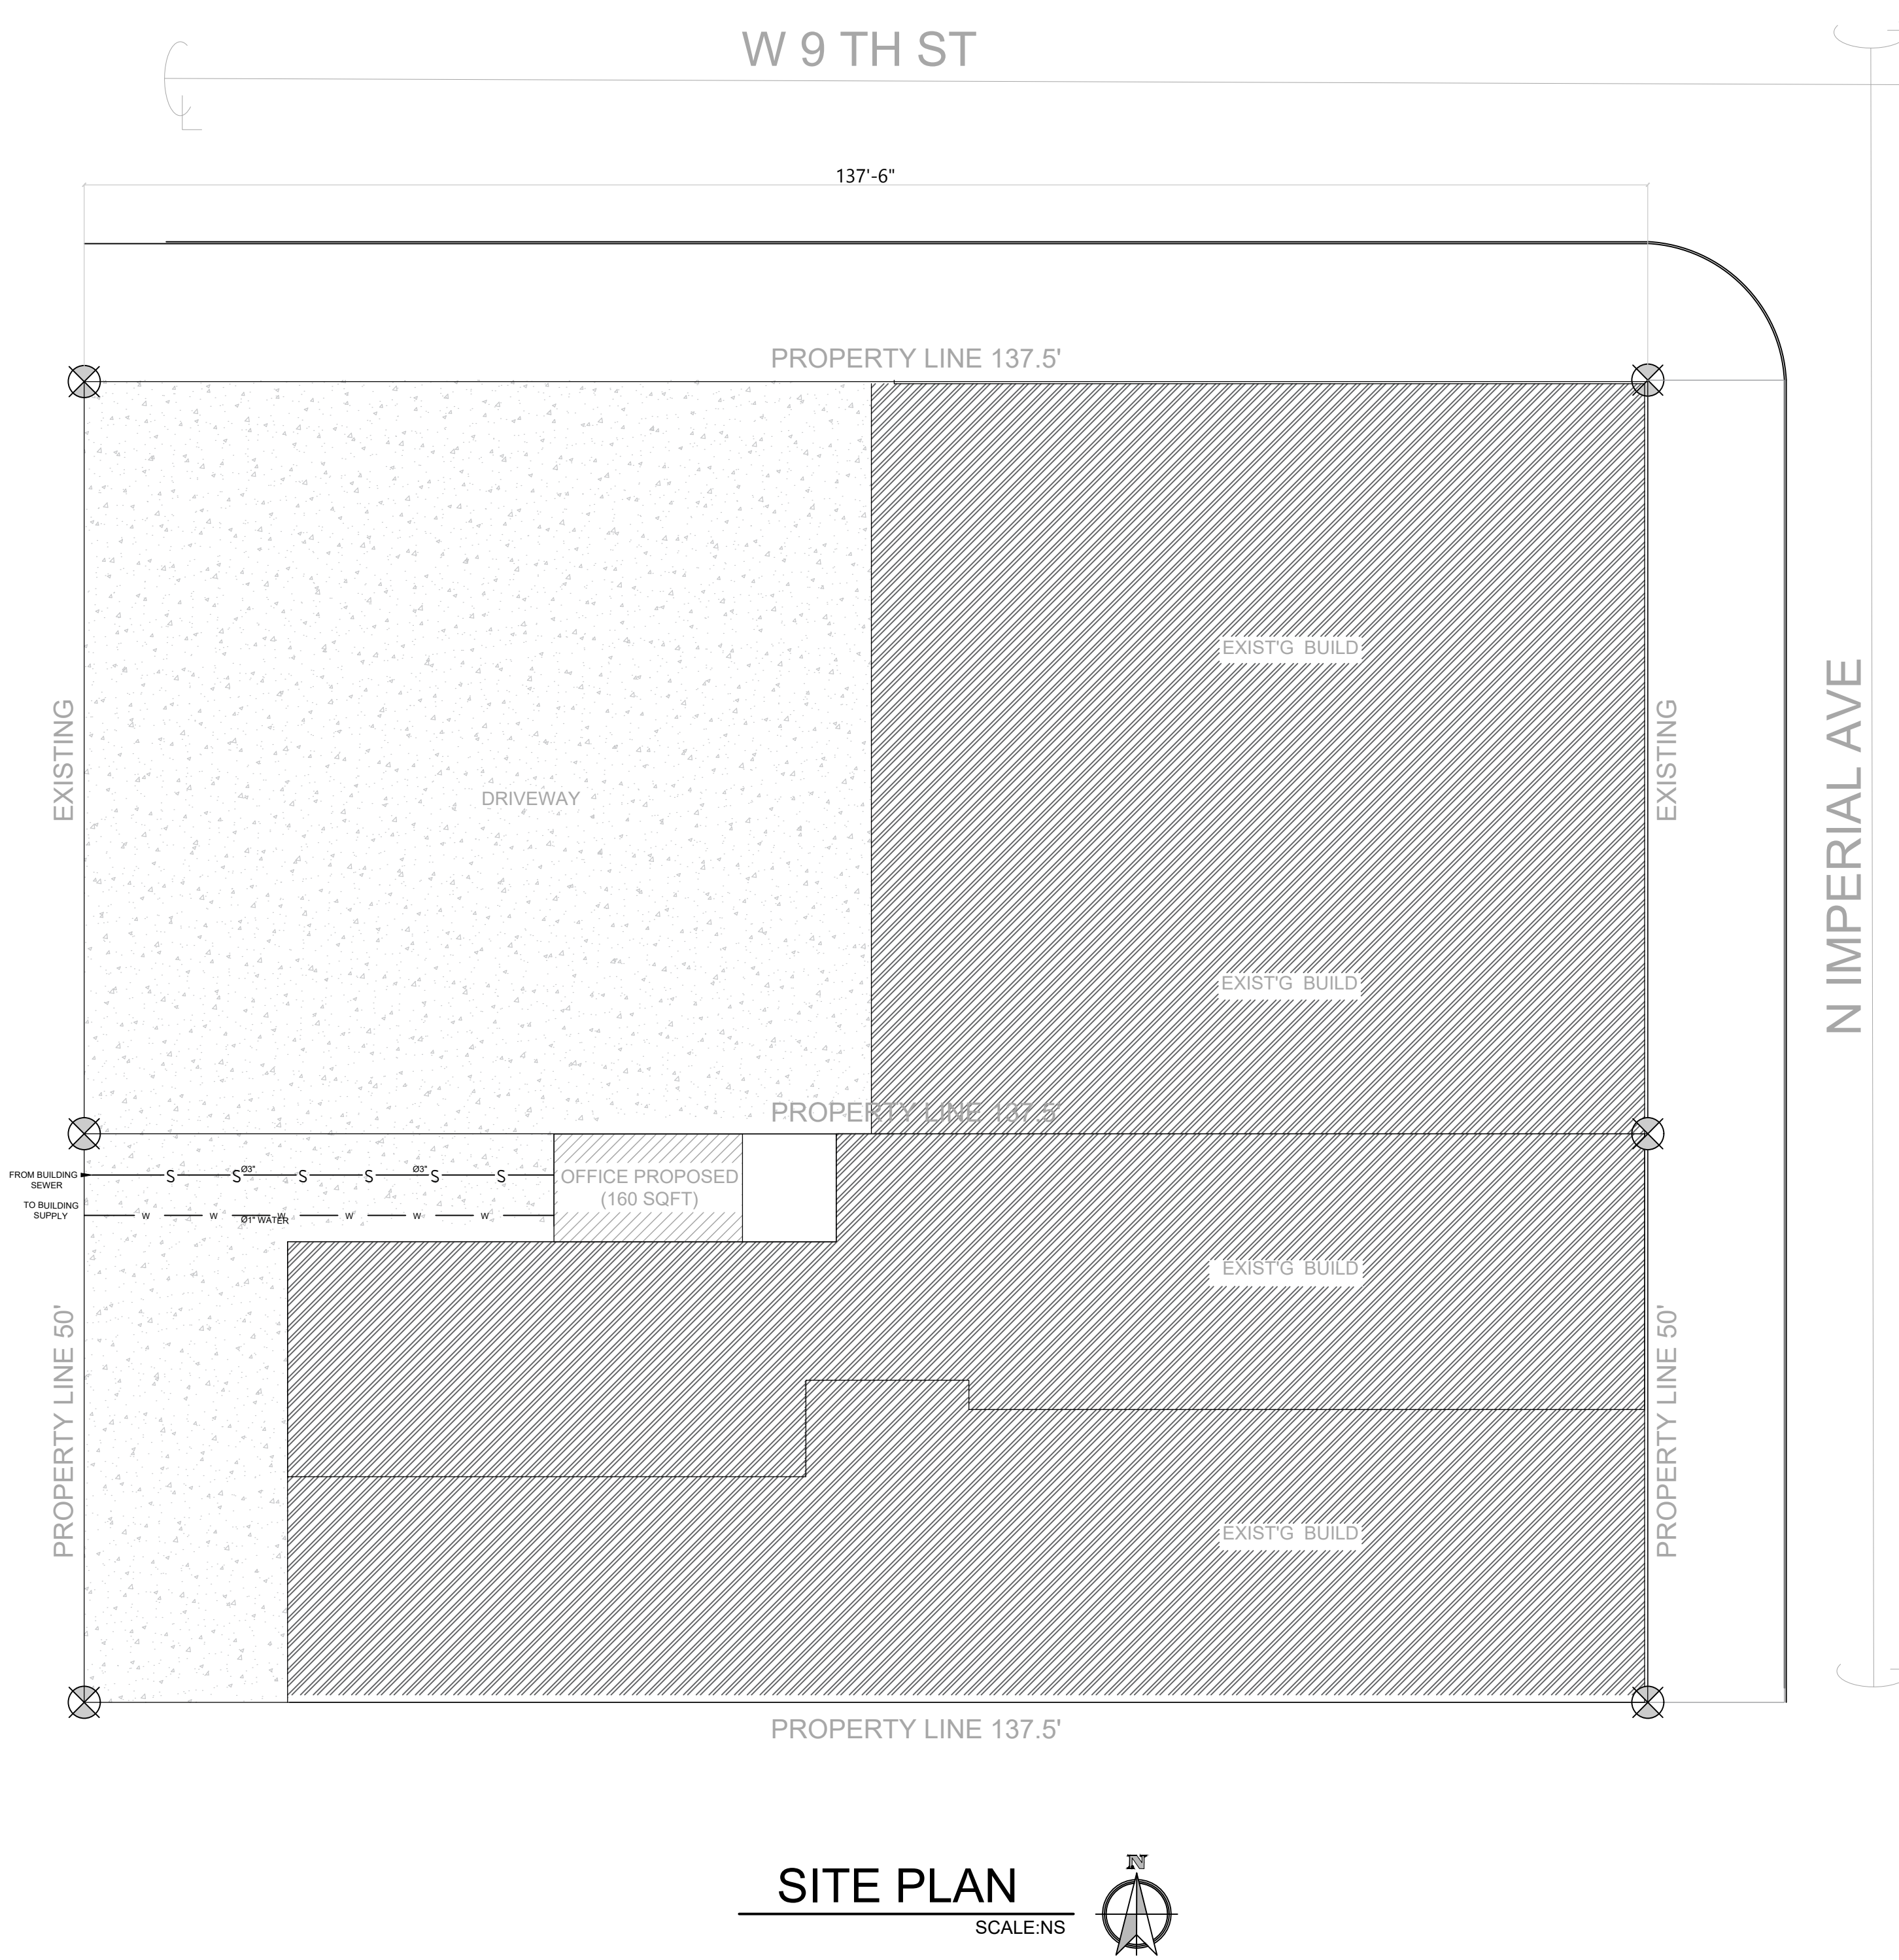 W 9 TH ST
137'-6"
PROPERTY LINE 137.5'
EXISTING
EXISTING
N IMPERIAL AVE
EXIST'G BUILD
DRIVEWAY
EXIST'G BUILD
PROPERTY LINE 137.5'
FROM BUILDING
SEWER
S S Ø3" S S Ø3" S S
OFFICE PROPOSED
(160 SQFT)
TO BUILDING
SUPPLY
W W W W W W
Ø1" WATER
EXIST'G BUILD
PROPERTY LINE 50'
PROPERTY LINE 50'
EXIST'G BUILD
PROPERTY LINE 137.5'
SITE PLAN
SCALE:NS
N